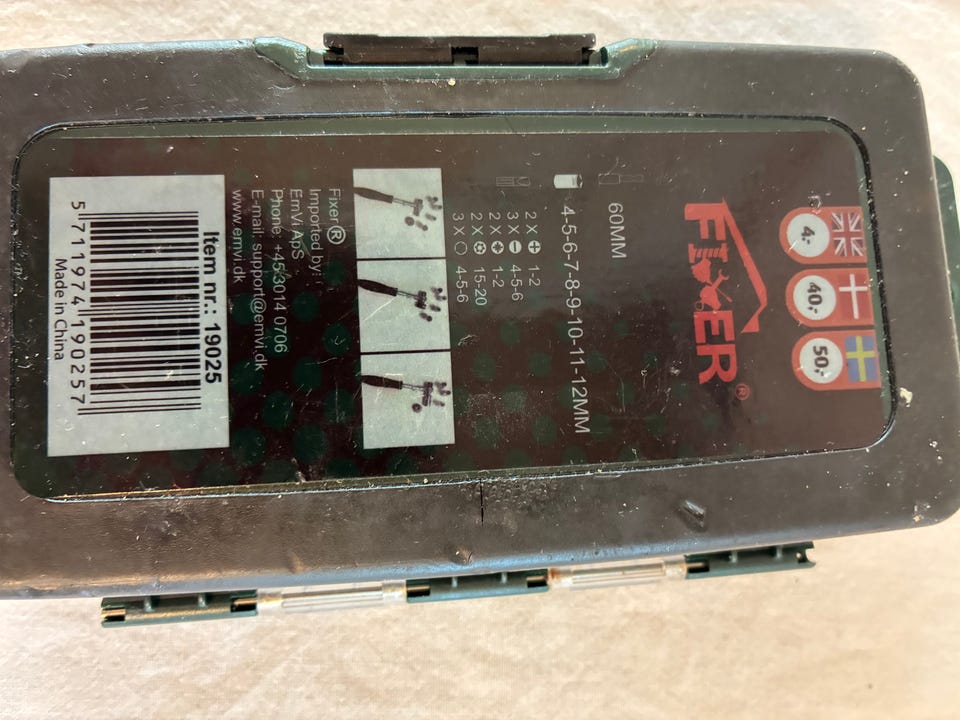 4,-
40,-
50,-
FIXER®
60MM
4-5-6-7-8-9-10-11-12MM
2 X 1-2
3 X 4-5-6
2 X 1-2
2 X 15-20
3 X 4-5-6
Fixer®
Imported by:
EmVi ApS
Phone: +45 3014 0706
E-mail: support@emvi.dk
www.emvi.dk
Item nr.: 19025
5 711974 190257
Made in China